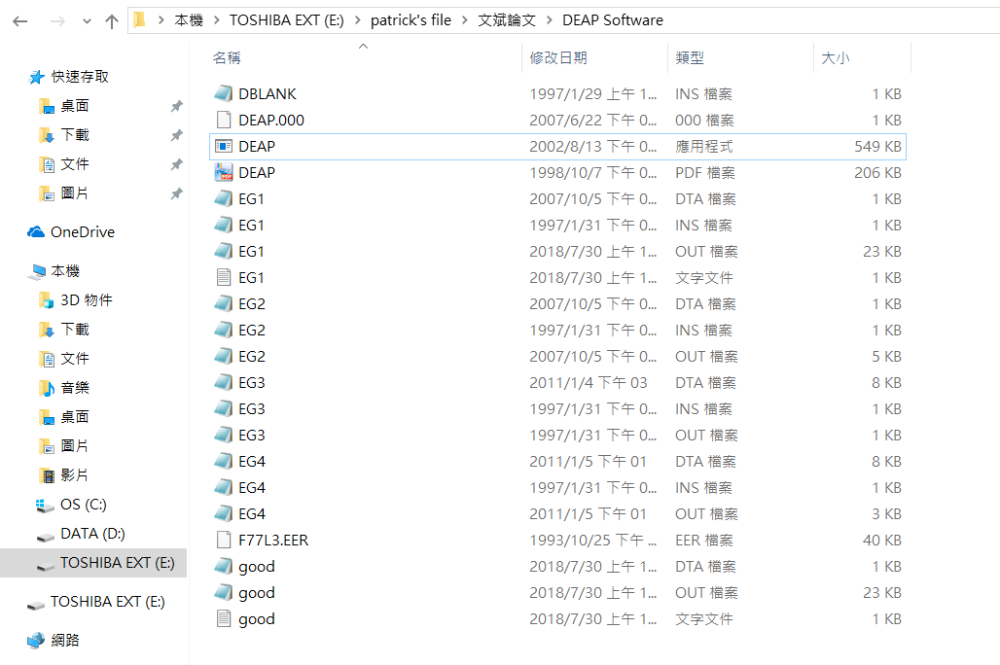 本機 > TOSHIBA EXT (E:) > patrick's file > 文斌論文 > DEAP Software
名稱 修改日期 類型 大小
快速存取
桌面
下載
文件
圖片
OneDrive
本機
3D 物件
下載
文件
音樂
桌面
圖片
影片
OS (C:)
DATA (D:)
TOSHIBA EXT (E:)
TOSHIBA EXT (E:)
網路
DBLANK 1997/1/29 上午 1... INS 檔案 1 KB
DEAP.000 2007/6/22 下午 0... 000 檔案 1 KB
DEAP 2002/8/13 下午 0... 應用程式 549 KB
DEAP 1998/10/7 下午 0... PDF 檔案 206 KB
EG1 2007/10/5 下午 0... DTA 檔案 1 KB
EG1 1997/1/31 下午 0... INS 檔案 1 KB
EG1 2018/7/30 上午 1... OUT 檔案 23 KB
EG1 2018/7/30 上午 1... 文字文件 1 KB
EG2 2007/10/5 下午 0... DTA 檔案 1 KB
EG2 1997/1/31 下午 0... INS 檔案 1 KB
EG2 2007/10/5 下午 0... OUT 檔案 5 KB
EG3 2011/1/4 下午 03 DTA 檔案 8 KB
EG3 1997/1/31 下午 0... INS 檔案 1 KB
EG3 1997/1/31 下午 0... OUT 檔案 1 KB
EG4 2011/1/5 下午 01 DTA 檔案 8 KB
EG4 1997/1/31 下午 0... INS 檔案 1 KB
EG4 2011/1/5 下午 01 OUT 檔案 3 KB
F77L3.EER 1993/10/25 下午 ... EER 檔案 40 KB
good 2018/7/30 上午 1... DTA 檔案 1 KB
good 2018/7/30 上午 1... OUT 檔案 23 KB
good 2018/7/30 上午 1... 文字文件 1 KB